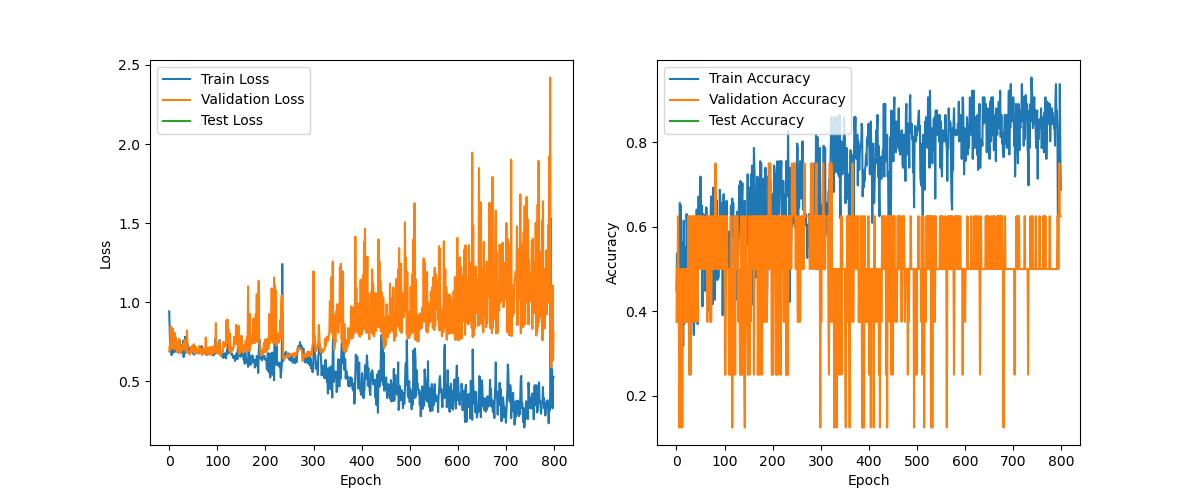 2.5
2.0
1.5
1.0
0.5
Loss
Train Loss
Validation Loss
Test Loss
0 100 200 300 400 500 600 700 800
Epoch
0.8
0.6
0.4
0.2
Accuracy
Train Accuracy
Validation Accuracy
Test Accuracy
0 100 200 300 400 500 600 700 800
Epoch